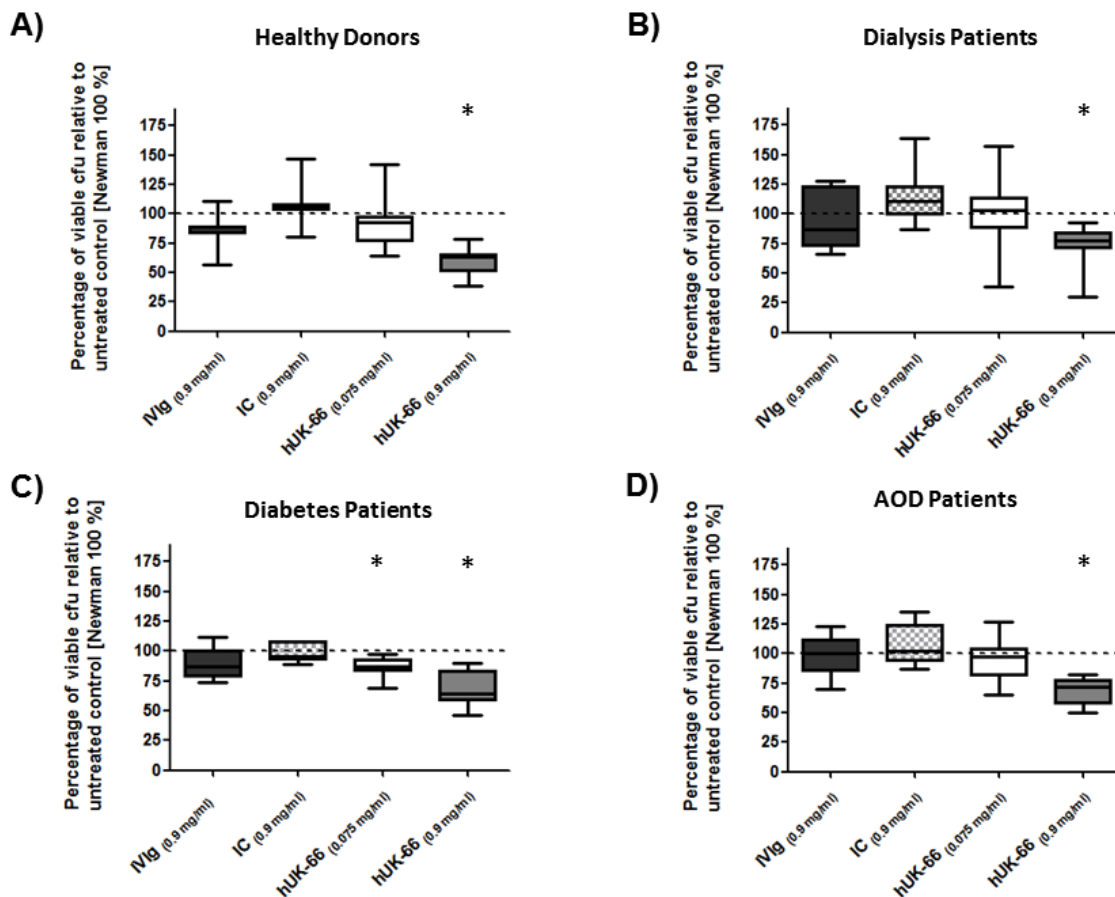 A)
Healthy Donors
Percentage of viable cfu relative to
untreated control [Newman 100 %]
175
150
125
100
75
50
25
0
IVIg (0.9 mg/ml)
IC (0.9 mg/ml)
hUK-66 (0.075 mg/ml)
hUK-66 (0.9 mg/ml)
*
B)
Dialysis Patients
Percentage of viable cfu relative to
untreated control [Newman 100 %]
175
150
125
100
75
50
25
0
IVIg (0.9 mg/ml)
IC (0.9 mg/ml)
hUK-66 (0.075 mg/ml)
hUK-66 (0.9 mg/ml)
*
C)
Diabetes Patients
Percentage of viable cfu relative to
untreated control [Newman 100 %]
175
150
125
100
75
50
25
0
IVIg (0.9 mg/ml)
IC (0.9 mg/ml)
hUK-66 (0.075 mg/ml)
hUK-66 (0.9 mg/ml)
*
*
D)
AOD Patients
Percentage of viable cfu relative to
untreated control [Newman 100 %]
175
150
125
100
75
50
25
0
IVIg (0.9 mg/ml)
IC (0.9 mg/ml)
hUK-66 (0.075 mg/ml)
hUK-66 (0.9 mg/ml)
*